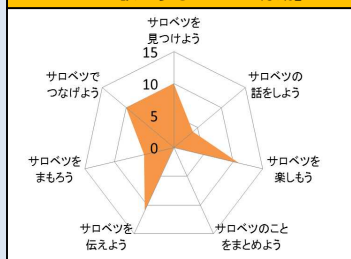 サロベツを
見つけよう
サロベツの
話をしよう
サロベツを
楽しもう
サロベツのこと
をまとめよう
サロベツを
伝えよう
サロベツを
まもろう
サロベツで
つなげよう
15
10
5
0